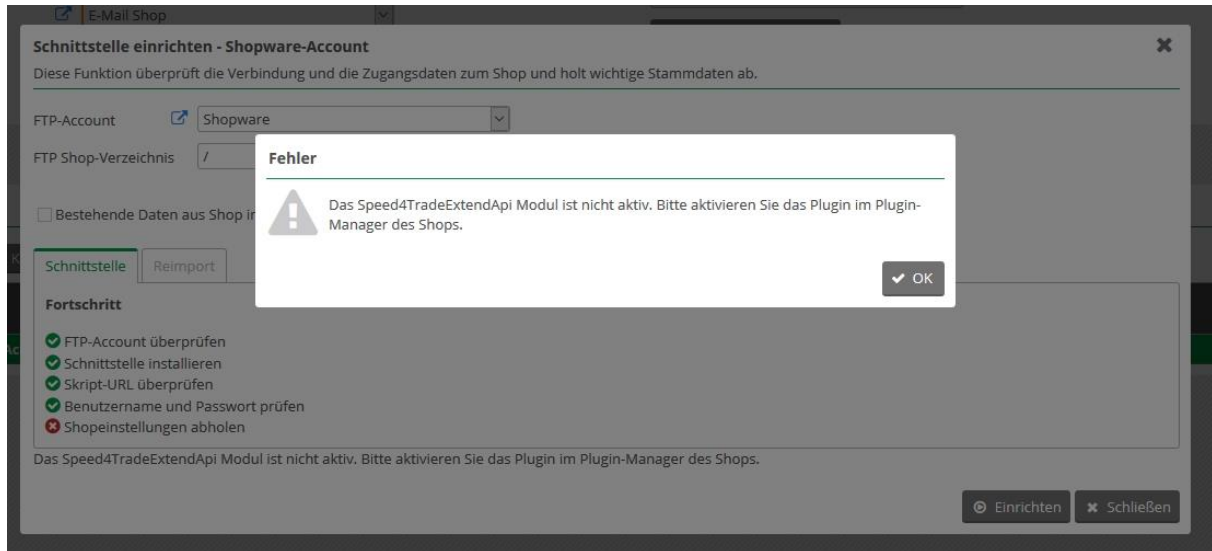 E-Mail Shop
Schnittstelle einrichten - Shopware-Account
Diese Funktion überprüft die Verbindung und die Zugangsdaten zum Shop und holt wichtige Stammdaten ab.
FTP-Account Shopware
FTP Shop-Verzeichnis /
Fehler
Das Speed4TradeExtendApi Modul ist nicht aktiv. Bitte aktivieren Sie das Plugin im Plugin-
Manager des Shops.
OK
Bestehende Daten aus Shop
Schnittstelle Reimport
Fortschritt
FTP-Account überprüfen
Schnittstelle installieren
Skript-URL überprüfen
Benutzername und Passwort prüfen
Shopeinstellungen abholen
Das Speed4TradeExtendApi Modul ist nicht aktiv. Bitte aktivieren Sie das Plugin im Plugin-Manager des Shops.
Einrichten Schließen